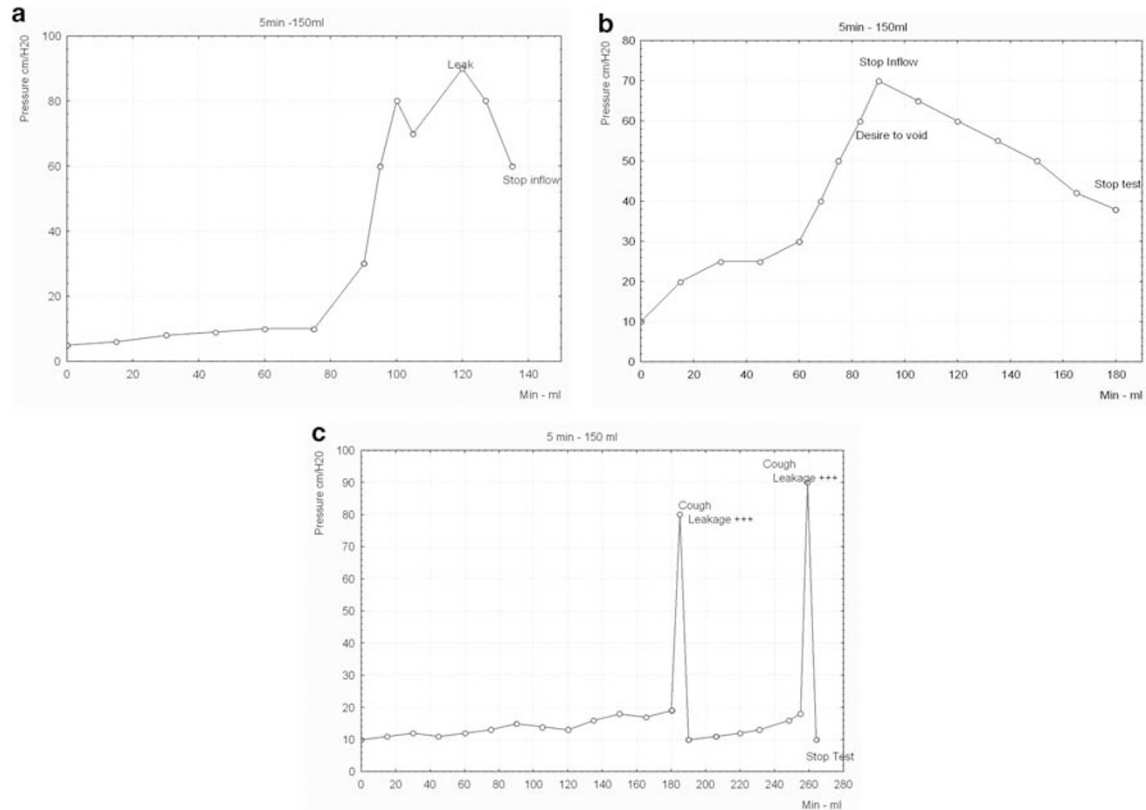 a
5min -150ml
Pressure cm/H20
100
80
60
40
20
0
Leak
Stop inflow
0 20 40 60 80 100 120 140
Min - ml
b
5min - 150ml
Pressure cm/H20
80
70
60
50
40
30
20
10
0
Stop Inflow
Desire to void
Stop test
0 20 40 60 80 100 120 140 160 180
Min - ml
c
5 min - 150 ml
Pressure cm/H20
100
90
80
70
60
50
40
30
20
10
0
Cough
Leakage +++
Cough
Leakage +++
Stop Test
0 20 40 60 80 100 120 140 160 180 200 220 240 260 280
Min - ml